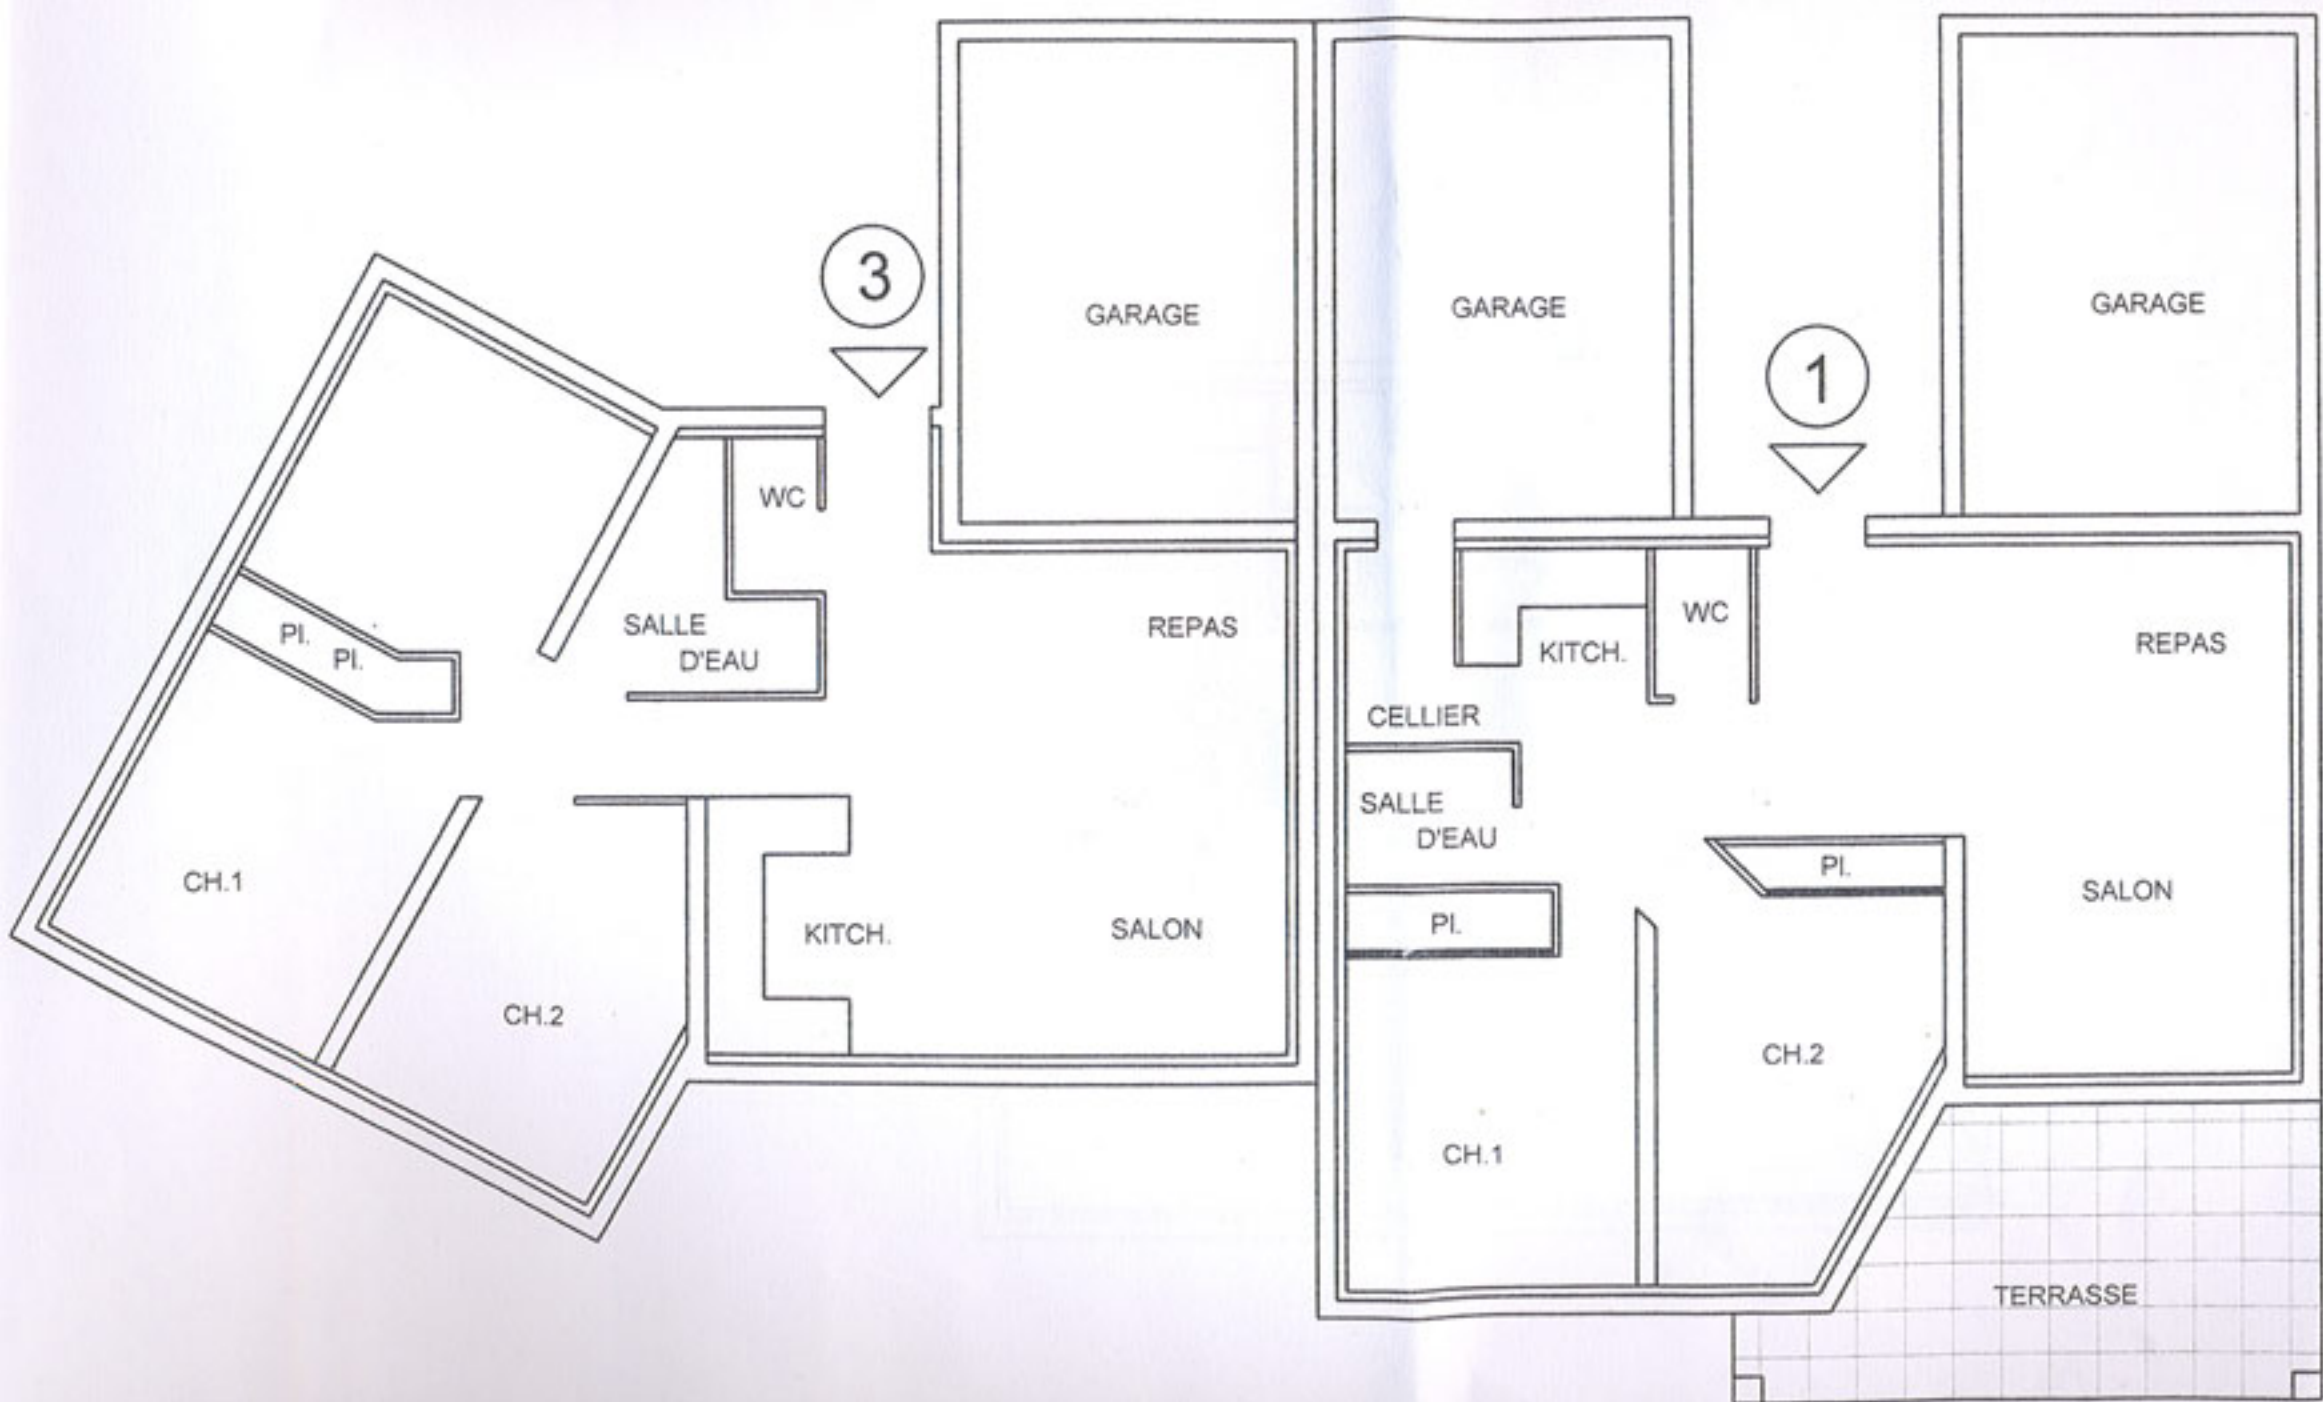 3
GARAGE
GARAGE
1
GARAGE
WC
SALLE
D'EAU
PI.
PI.
REPAS
CH.1
CH.2
KITCH.
SALON
KITCH.
WC
REPAS
CELLIER
SALLE
D'EAU
PI.
PI.
SALON
CH.1
CH.2
TERRASSE